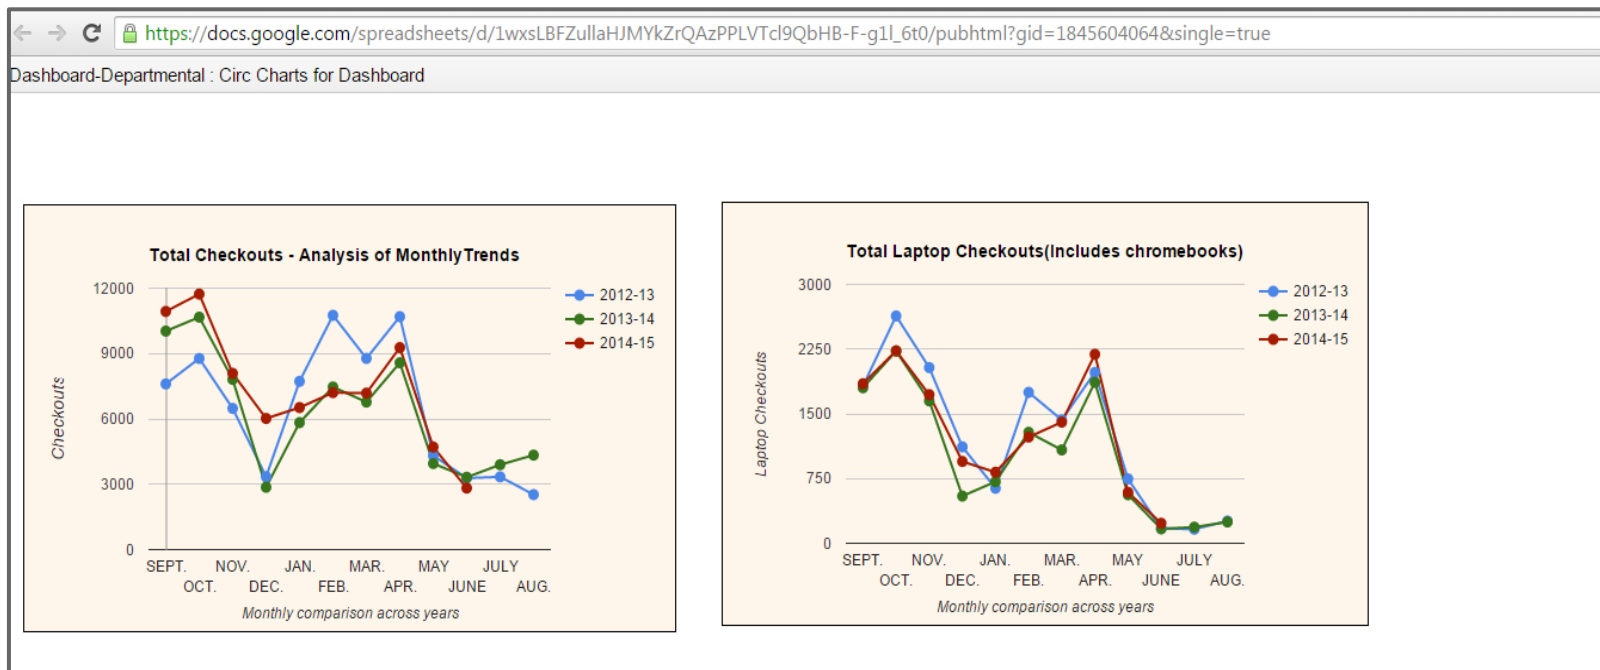 https://docs.google.com/spreadsheets/d/1wxsLBFZullaHJMYkZrQAzPPLVTcl9QbHB-F-g1l_6t0/pubhtml?gid=1845604064&single=true
Dashboard-Departmental : Circ Charts for Dashboard
Total Checkouts - Analysis of MonthlyTrends
12000
9000
6000
3000
0
Checkouts
2012-13
2013-14
2014-15
SEPT. NOV. JAN. MAR. MAY JULY
OCT. DEC. FEB. APR. JUNE AUG.
Monthly comparison across years
Total Laptop Checkouts(Includes chromebooks)
3000
2250
1500
750
0
Laptop Checkouts
2012-13
2013-14
2014-15
SEPT. NOV. JAN. MAR. MAY JULY
OCT. DEC. FEB. APR. JUNE AUG.
Monthly comparison across years